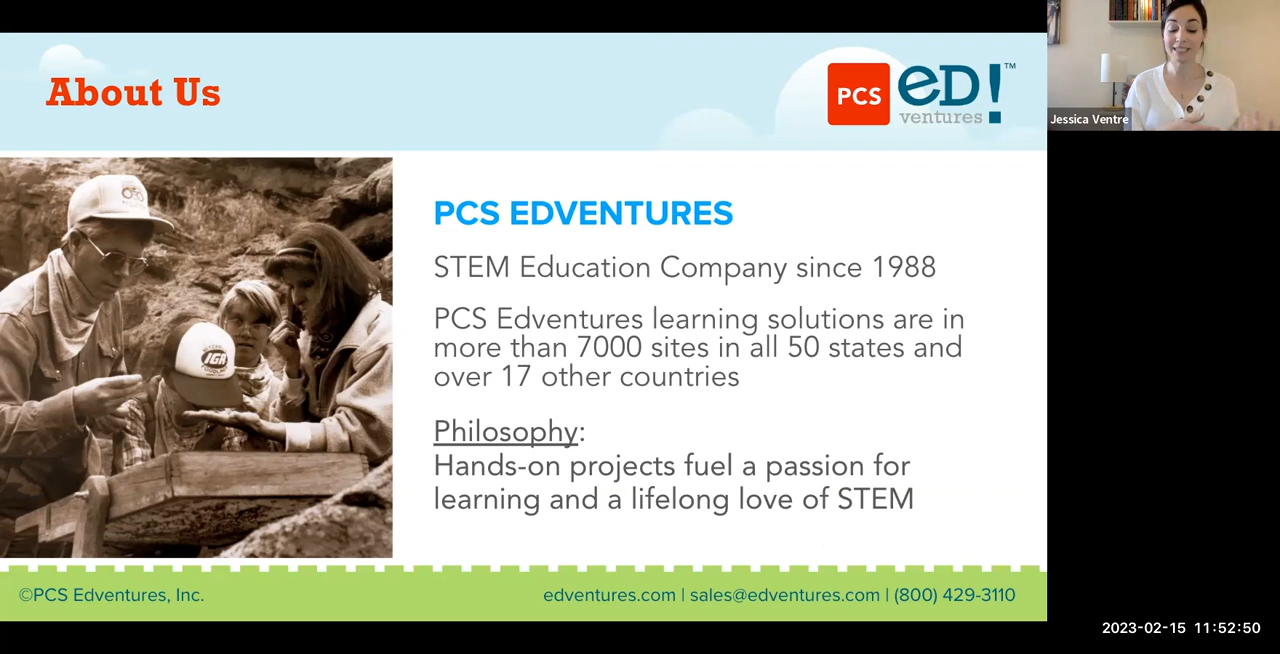 About Us
PCS
eD!™
ventures
Jessica Ventre
IGA
PCS EDVENTURES
STEM Education Company since 1988
PCS Edventures learning solutions are in
more than 7000 sites in all 50 states and
over 17 other countries
Philosophy:
Hands-on projects fuel a passion for
learning and a lifelong love of STEM
©PCS Edventures, Inc.
edventures.com | sales@edventures.com | (800) 429-3110
2023-02-15 11:52:50